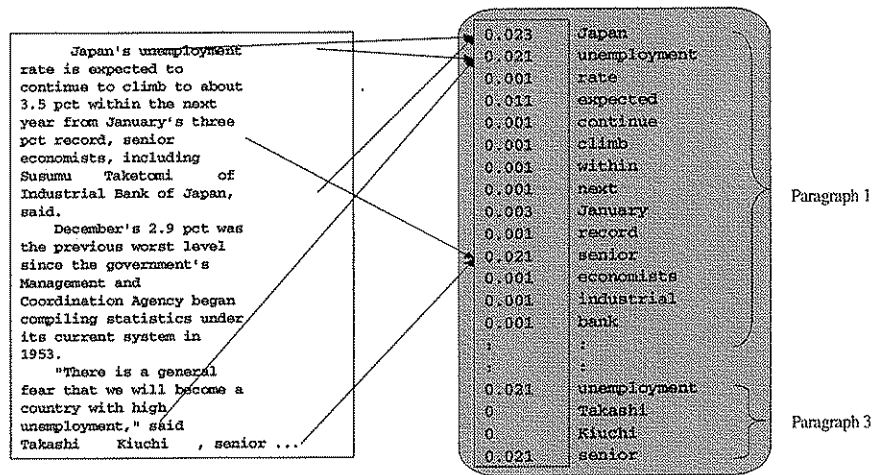 Japan's unemployment
rate is expected to
continue to climb to about
3.5 pct within the next
year from January's three
pct record, senior
economists, including
Susumu Taketomi of
Industrial Bank of Japan,
said.
December's 2.9 pct was
the previous worst level
since the government's
Management and
Coordination Agency began
compiling statistics under
its current system in
1953.
"There is a general
fear that we will become a
country with high
unemployment," said
Takashi Kiuchi , senior ...
0.023 Japan
0.021 unemployment
0.001 rate
0.011 expected
0.001 continue
0.001 climb
0.001 within
0.001 next
0.003 January
0.001 record
0.021 senior
0.001 economists
0.001 industrial
0.001 bank
: :
: :
0.021 unemployment
0 Takashi
0 Kiuchi
0.021 senior
Paragraph 1
Paragraph 3